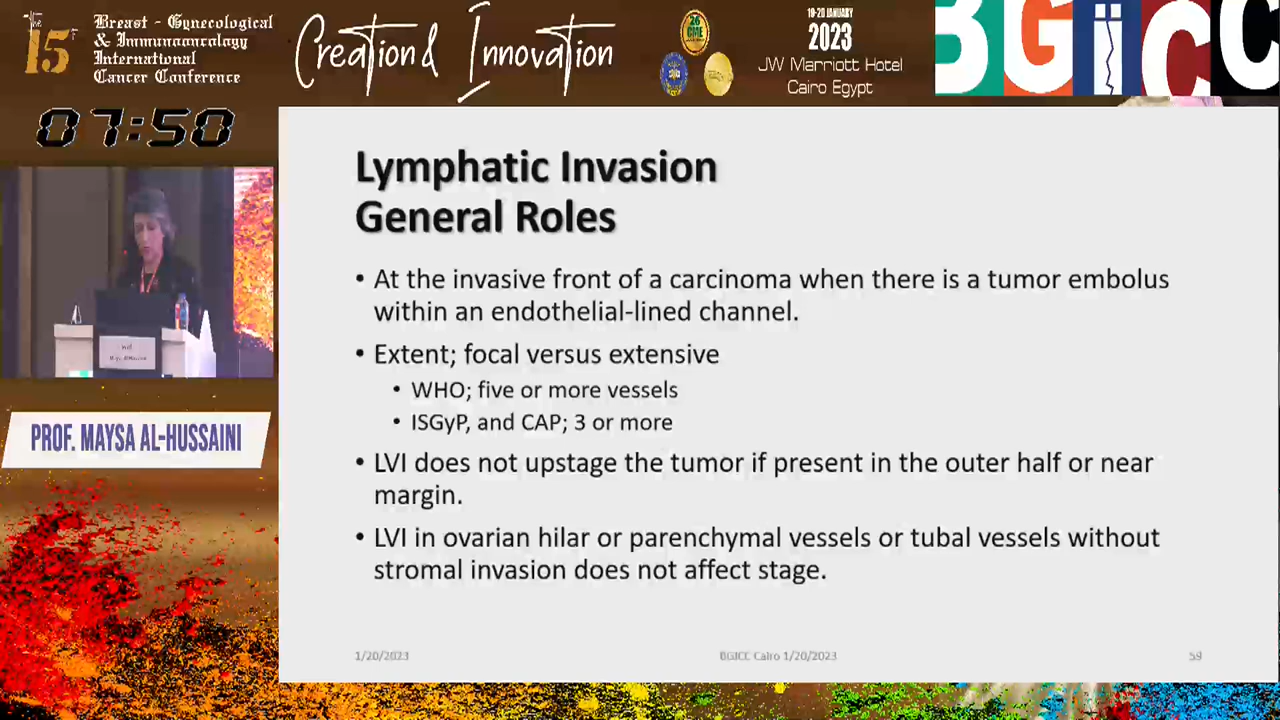 The
15th
Breast - Gynecological
& Immunooncology
International
Cancer Conference
Creation & Innovation
26
CME
19-20 JANUARY
2023
JW Marriott Hotel
Cairo Egypt
BGICC
07:50
PROF. MAYSA AL-HUSSAINI
Lymphatic Invasion
General Roles
• At the invasive front of a carcinoma when there is a tumor embolus
within an endothelial-lined channel.
• Extent; focal versus extensive
• WHO; five or more vessels
• ISGyP, and CAP; 3 or more
• LVI does not upstage the tumor if present in the outer half or near
margin.
• LVI in ovarian hilar or parenchymal vessels or tubal vessels without
stromal invasion does not affect stage.
1/20/2023
BGICC Cairo 1/20/2023
59